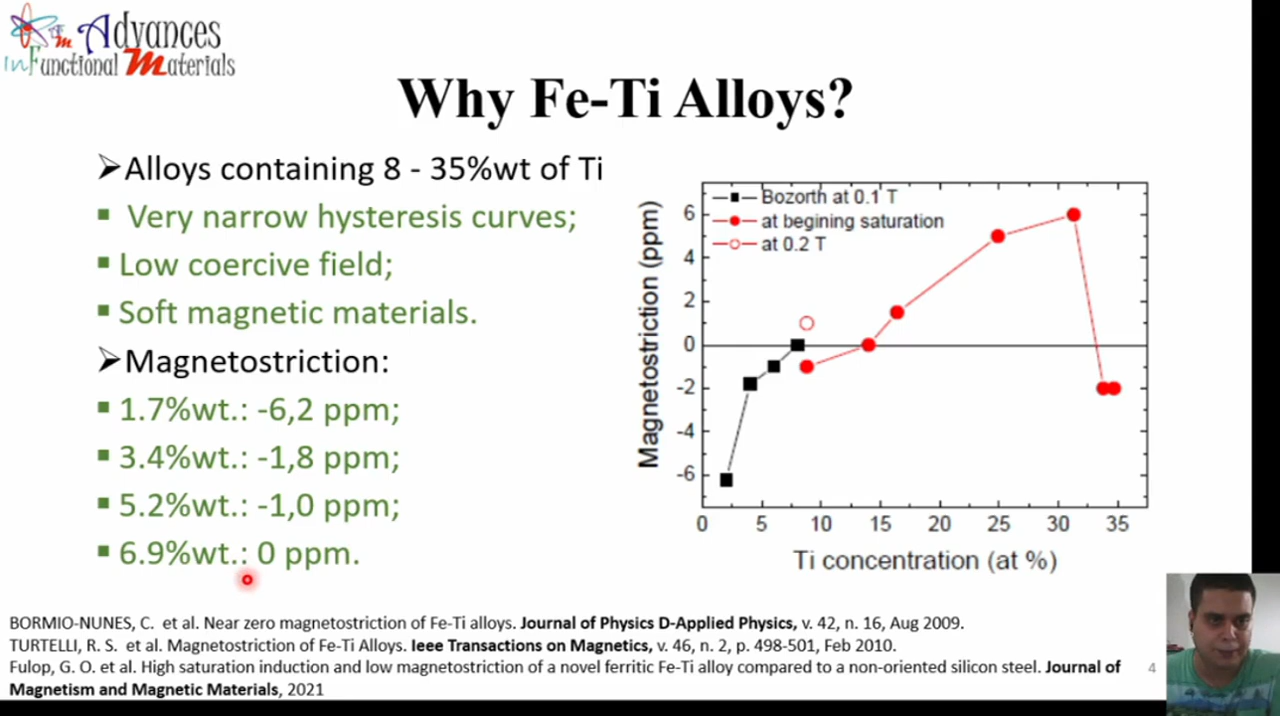 Advances
in Functional Materials
Why Fe-Ti Alloys?
➢Alloys containing 8 - 35%wt of Ti
▪ Very narrow hysteresis curves;
▪ Low coercive field;
▪ Soft magnetic materials.
➢Magnetostriction:
▪ 1.7%wt.: -6,2 ppm;
▪ 3.4%wt.: -1,8 ppm;
▪ 5.2%wt.: -1,0 ppm;
▪ 6.9%wt.: 0 ppm.
Bozorth at 0.1 T
at begining saturation
at 0.2 T
Magnetostriction (ppm)
6
4
2
0
-2
-4
-6
0 5 10 15 20 25 30 35
Ti concentration (at %)
BORMIO-NUNES, C. et al. Near zero magnetostriction of Fe-Ti alloys. Journal of Physics D-Applied Physics, v. 42, n. 16, Aug 2009.
TURTELLI, R. S. et al. Magnetostriction of Fe-Ti Alloys. Ieee Transactions on Magnetics, v. 46, n. 2, p. 498-501, Feb 2010.
Fulop, G. O. et al. High saturation induction and low magnetostriction of a novel ferritic Fe-Ti alloy compared to a non-oriented silicon steel. Journal of
Magnetism and Magnetic Materials, 2021
4